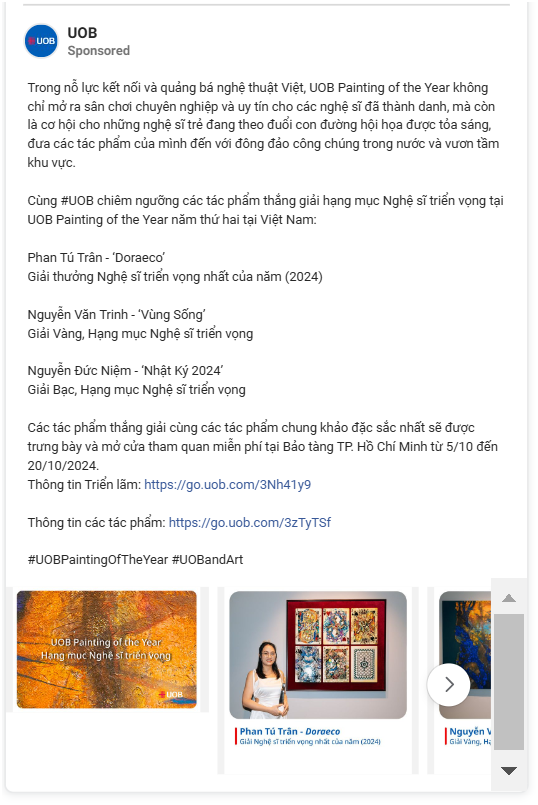 UOB
UOB
Sponsored
Trong nỗ lực kết nối và quảng bá nghệ thuật Việt, UOB Painting of the Year không
chỉ mở ra sân chơi chuyên nghiệp và uy tín cho các nghệ sĩ đã thành danh, mà còn
là cơ hội cho những nghệ sĩ trẻ đang theo đuổi con đường hội họa được tỏa sáng,
đưa các tác phẩm của mình đến với đông đảo công chúng trong nước và vươn tầm
khu vực.
Cùng #UOB chiêm ngưỡng các tác phẩm thắng giải hạng mục Nghệ sĩ triển vọng tại
UOB Painting of the Year năm thứ hai tại Việt Nam:
Phan Tú Trân - ‘Doraeco’
Giải thưởng Nghệ sĩ triển vọng nhất của năm (2024)
Nguyễn Văn Trinh - ‘Vùng Sống’
Giải Vàng, Hạng mục Nghệ sĩ triển vọng
Nguyễn Đức Niệm - ‘Nhật Ký 2024’
Giải Bạc, Hạng mục Nghệ sĩ triển vọng
Các tác phẩm thắng giải cùng các tác phẩm chung khảo đặc sắc nhất sẽ được
trưng bày và mở cửa tham quan miễn phí tại Bảo tàng TP. Hồ Chí Minh từ 5/10 đến
20/10/2024.
Thông tin Triển lãm: https://go.uob.com/3Nh41y9
Thông tin các tác phẩm: https://go.uob.com/3zTyTSf
#UOBPaintingOfTheYear #UOBandArt
UOB Painting of the Year
Hạng mục Nghệ sĩ triển vọng
UOB
Phan Tú Trân - Doraeco
Giải Nghệ sĩ triển vọng nhất của năm (2024)
Nguyễn V
Giải Vàng, Hạ